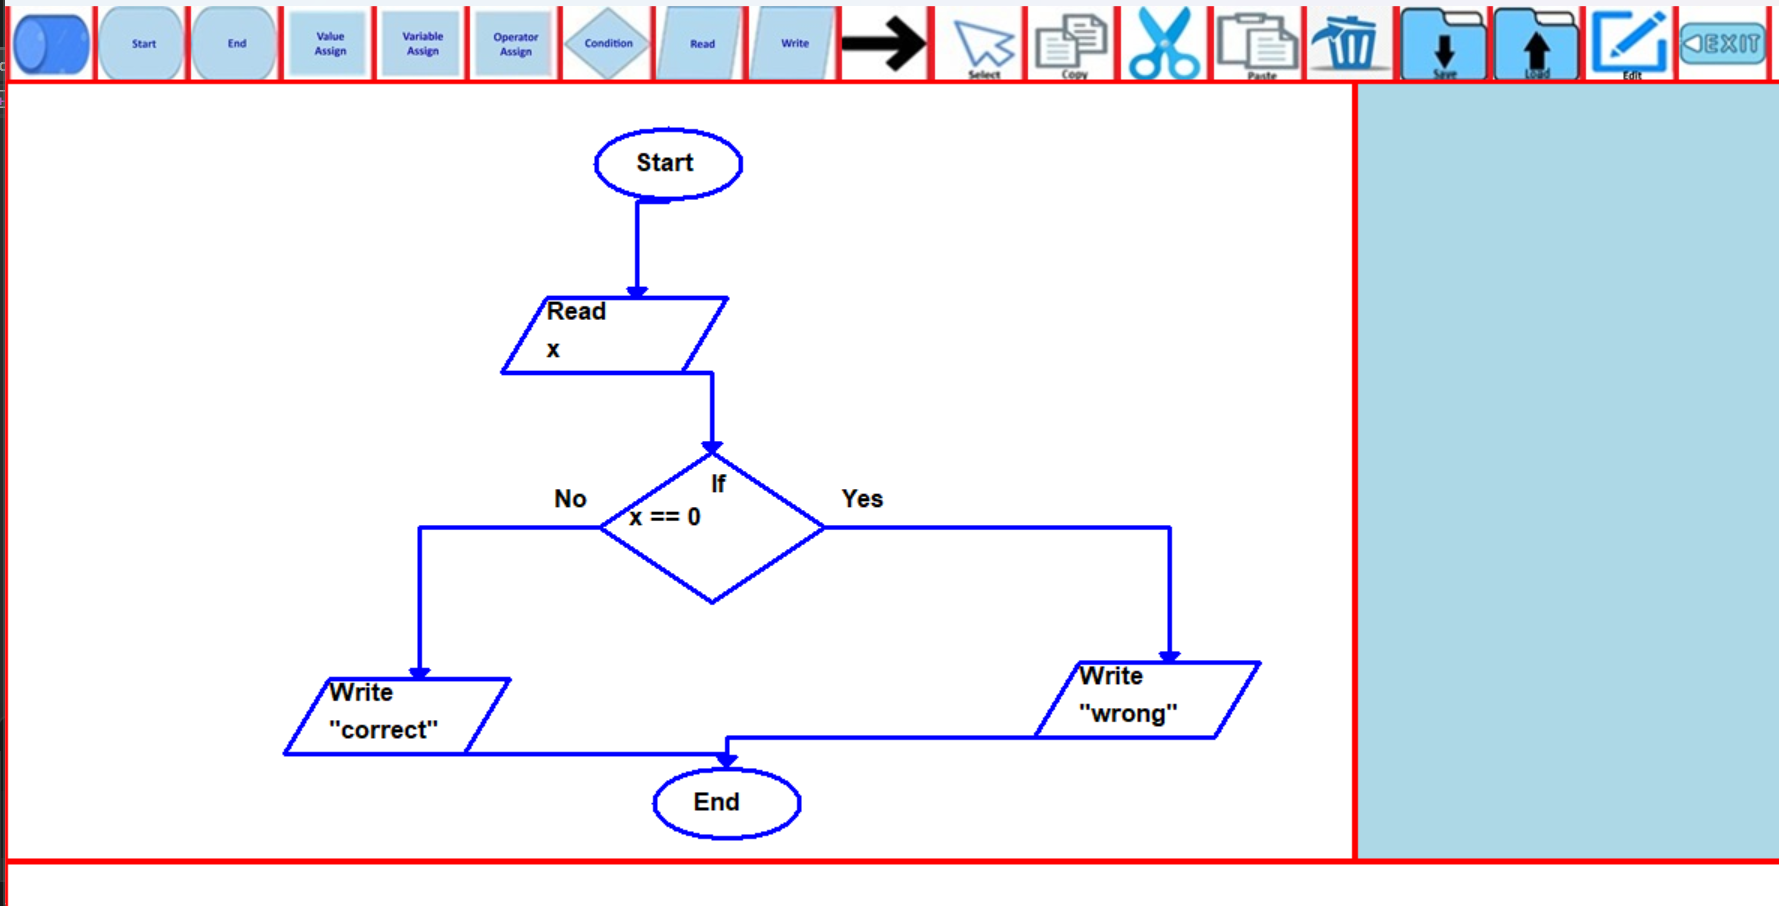 Start
End
Value
Assign
Variable
Assign
Operator
Assign
Condition
Read
Write
Select
Copy
Paste
Save
Load
Edit
EXIT
Start
Read
x
If
x == 0
No
Yes
Write
"correct"
Write
"wrong"
End